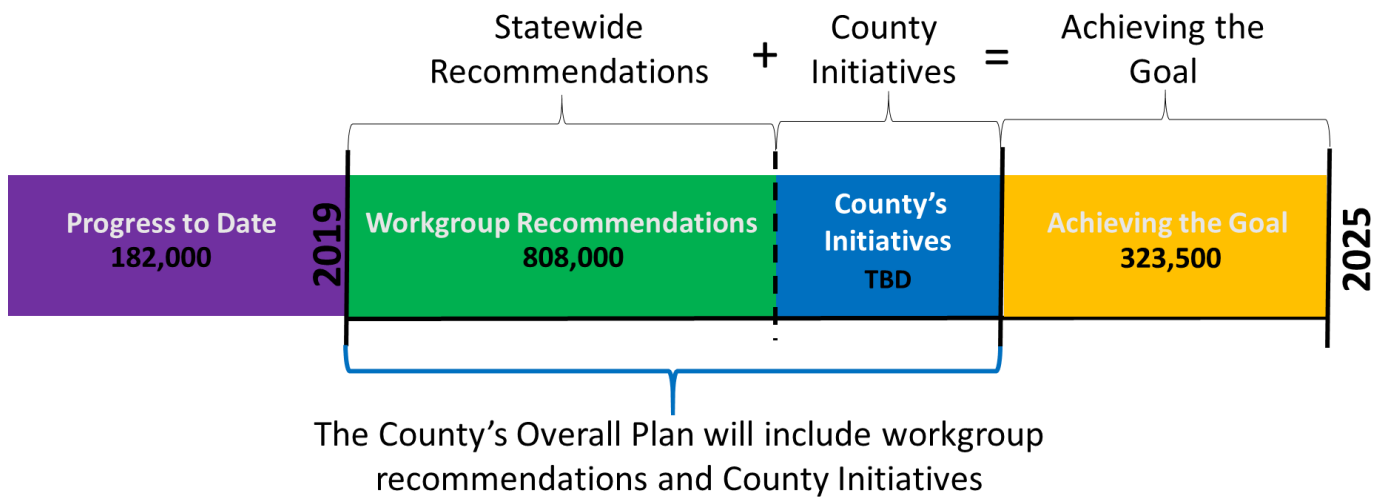 Statewide
Recommendations
+
County
Initiatives
=
Achieving the
Goal
Progress to Date
182,000
2019
Workgroup Recommendations
808,000
County’s
Initiatives
TBD
Achieving the Goal
323,500
2025
The County’s Overall Plan will include workgroup
recommendations and County Initiatives